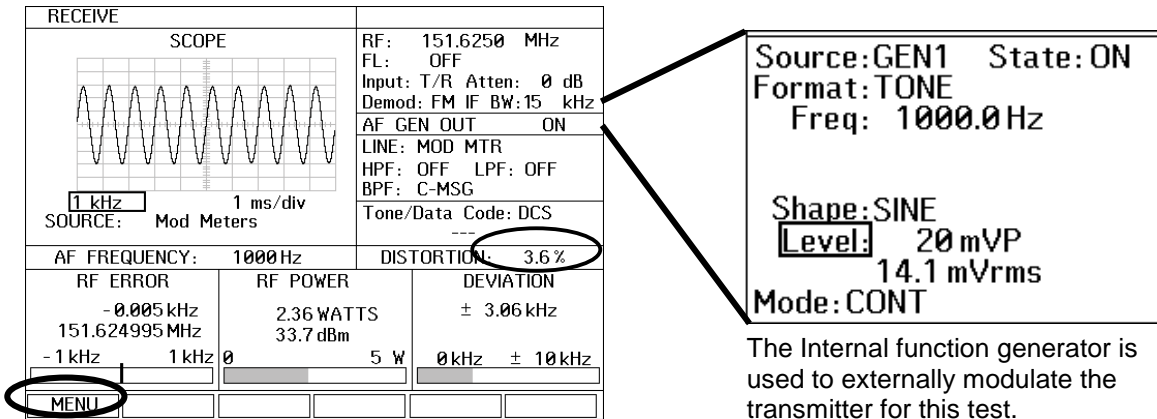 RECEIVE
SCOPE
1 kHz
1 ms/div
SOURCE: Mod Meters
RF: 151.6250 MHz
FL: OFF
Input: T/R Atten: 0 dB
Demod: FM IF BW:15 kHz
AF GEN OUT ON
LINE: MOD MTR
HPF: OFF LPF: OFF
BPF: C-MSG
Tone/Data Code: DCS
---
AF FREQUENCY: 1000 Hz
DISTORTION: 3.6 %
RF ERROR
-0.005 kHz
151.624995 MHz
-1 kHz 1 kHz
RF POWER
2.36 WATTS
33.7 dBm
0 5 W
DEVIATION
± 3.06 kHz
0 kHz ± 10 kHz
MENU
Source:GEN1 State:ON
Format:TONE
Freq: 1000.0 Hz
Shape:SINE
Level: 20 mVP
14.1 mVrms
Mode:CONT
The Internal function generator is
used to externally modulate the
transmitter for this test.